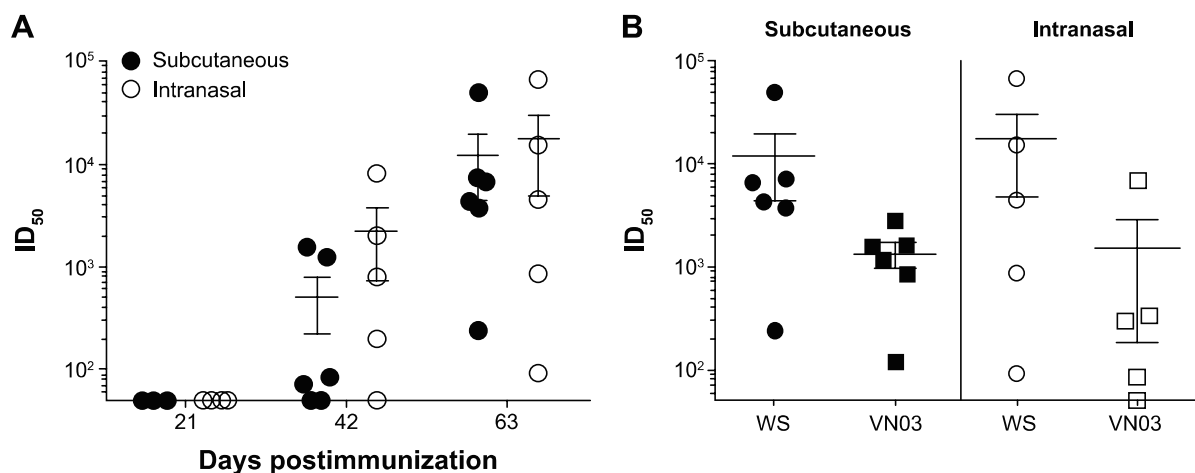 A
Subcutaneous
Intranasal
10⁵
10⁴
10³
10²
ID₅₀
21 42 63
Days postimmunization
B
Subcutaneous Intranasal
10⁵
10⁴
10³
10²
ID₅₀
WS VN03 WS VN03